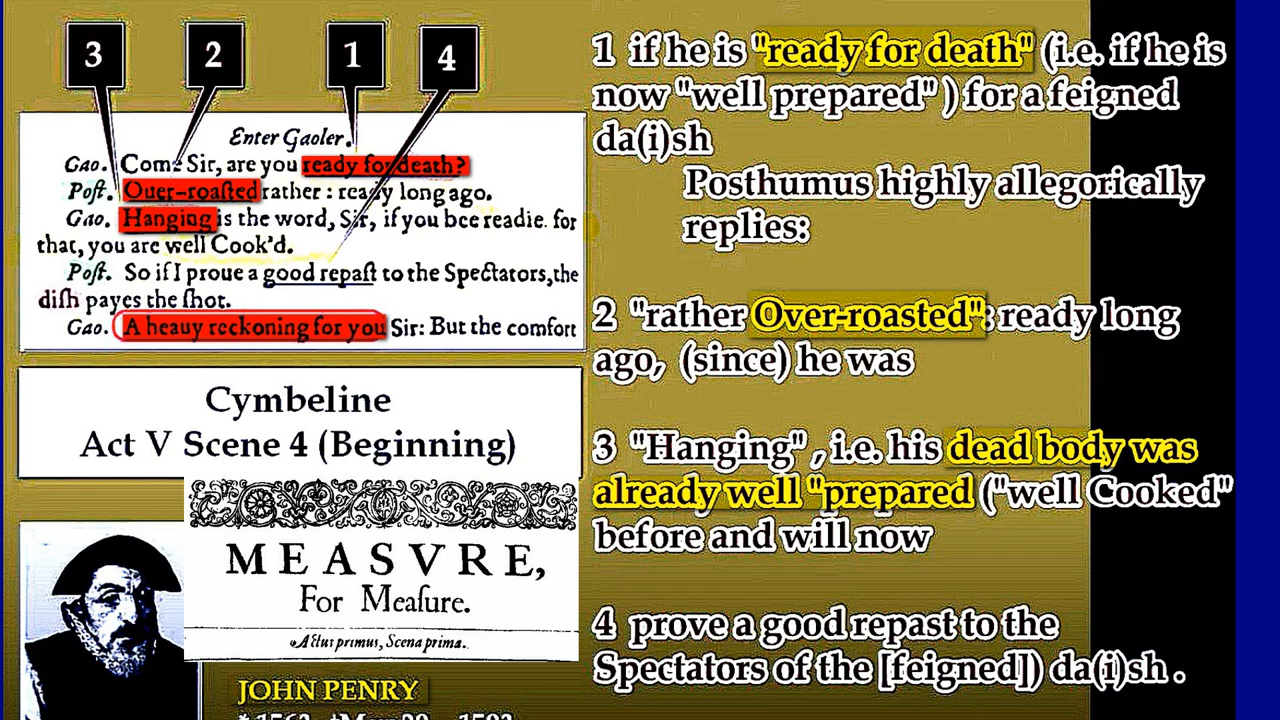 3 2 1 4
Enter Gaoler.
Gao. Come Sir, are you ready for death?
Poſt. Ouer-roaſted rather : ready long ago.
Gao. Hanging is the word, Sir, if you bee readie for
that, you are well Cook'd.
Poſt. So if I proue a good repaſt to the Spectators, the
diſh payes the ſhot.
Gao. A heauy reckoning for you Sir: But the comfort
Cymbeline
Act V Scene 4 (Beginning)
MEASVRE,
For Meaſure.
Actus primus, Scena prima.
JOHN PENRY
1 if he is "ready for death" (i.e. if he is
now "well prepared" ) for a feigned
da(i)sh
Posthumus highly allegorically
replies:
2 "rather Over-roasted": ready long
ago, (since) he was
3 "Hanging" , i.e. his dead body was
already well "prepared ("well Cooked"
before and will now
4 prove a good repast to the
Spectators of the [feigned]) da(i)sh .